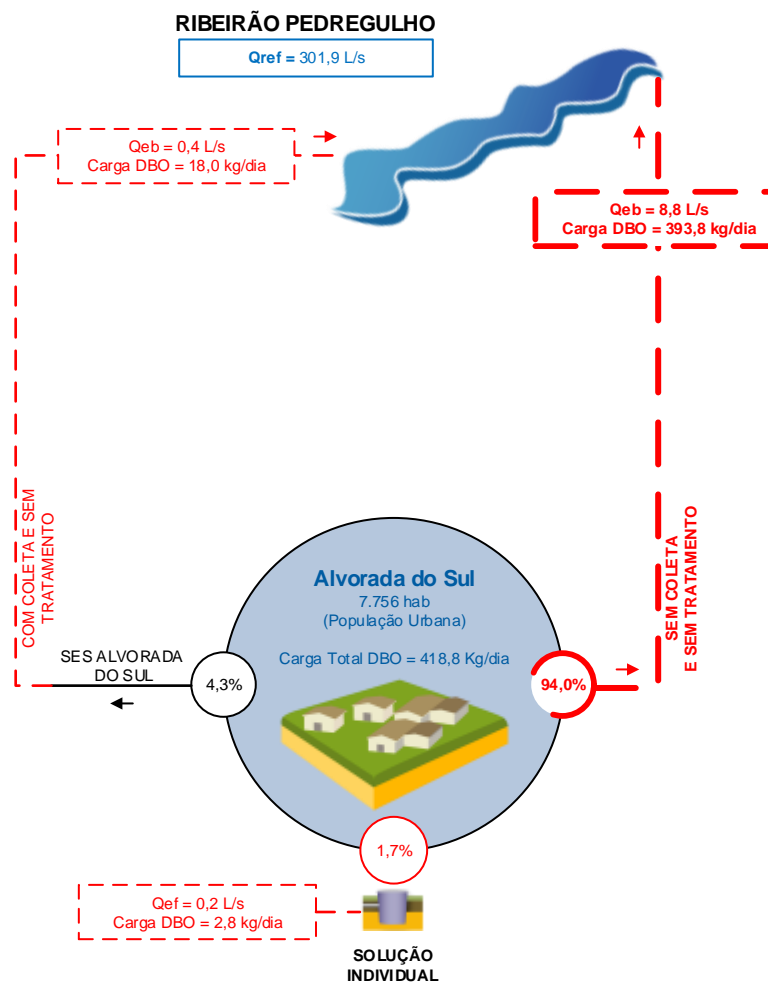 RIBEIRÃO PEDREGULHO
Qref = 301,9 L/s
Qeb = 0,4 L/s
Carga DBO = 18,0 kg/dia
Qeb = 8,8 L/s
Carga DBO = 393,8 kg/dia
COM COLETA E SEM
TRATAMENTO
SEM COLETA
E SEM TRATAMENTO
Alvorada do Sul
7.756 hab
(População Urbana)
Carga Total DBO = 418,8 Kg/dia
SES ALVORADA
DO SUL
4,3%
94,0%
1,7%
Qef = 0,2 L/s
Carga DBO = 2,8 kg/dia
SOLUÇÃO
INDIVIDUAL